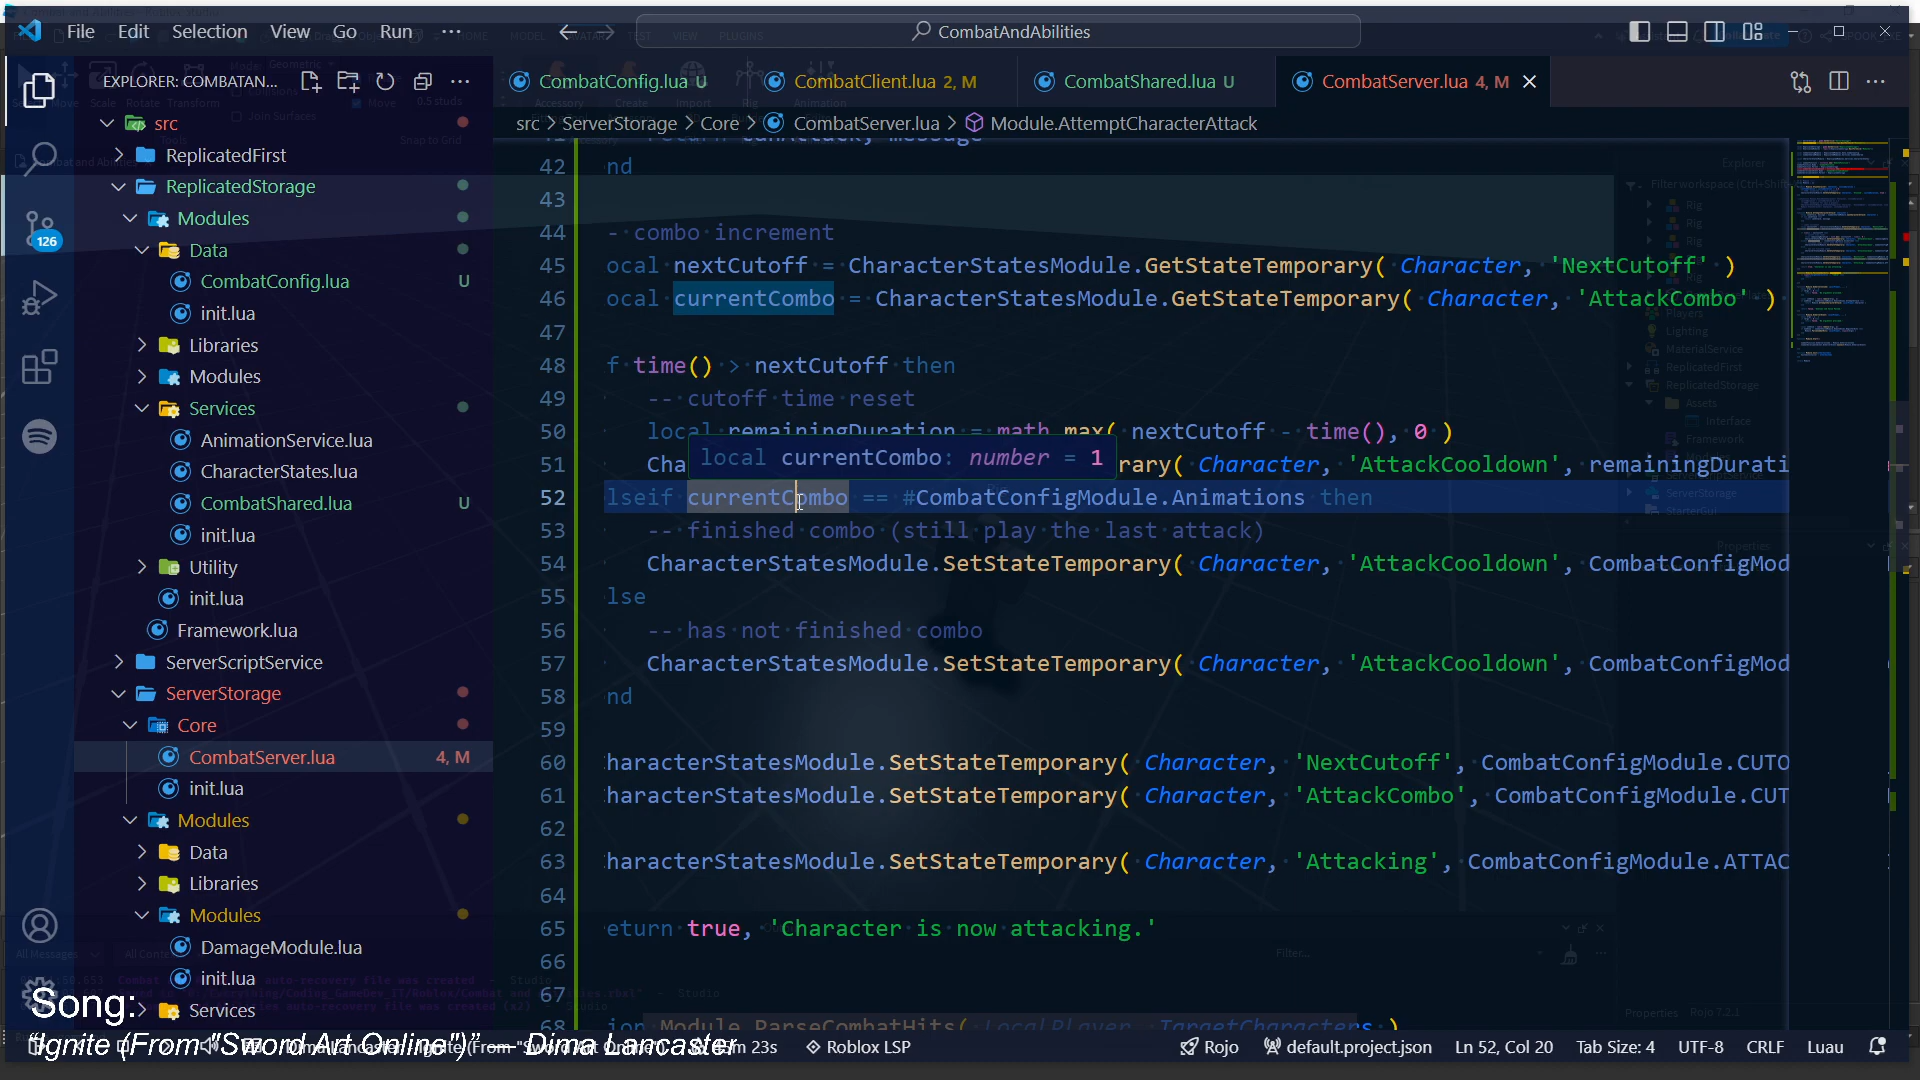 File Edit Selection View Go Run ···
CombatAndAbilities
EXPLORER: COMBATAN...
CombatConfig.lua U
CombatClient.lua 2, M
CombatShared.lua U
CombatServer.lua 4, M
src > ServerStorage > Core > CombatServer.lua > Module.AttemptCharacterAttack
src
ReplicatedFirst
ReplicatedStorage
Modules
Data
CombatConfig.lua U
init.lua
Libraries
Modules
Services
AnimationService.lua
CharacterStates.lua
CombatShared.lua U
init.lua
Utility
init.lua
Framework.lua
ServerScriptService
ServerStorage
Core
CombatServer.lua 4, M
init.lua
Modules
Data
Libraries
Modules
DamageModule.lua
init.lua
Services
126
42 nd
43
44 - combo increment
45 ocal nextCutoff = CharacterStatesModule.GetStateTemporary( Character, 'NextCutoff' )
46 ocal currentCombo = CharacterStatesModule.GetStateTemporary( Character, 'AttackCombo' )
47
48 f time() > nextCutoff then
49 -- cutoff time reset
50 local remainingDuration = math.max( nextCutoff - time(), 0 )
local currentCombo: number = 1
51 Cha rary( Character, 'AttackCooldown', remainingDurati
52 lseif currentCombo == #CombatConfigModule.Animations then
53 -- finished combo (still play the last attack)
54 CharacterStatesModule.SetStateTemporary( Character, 'AttackCooldown', CombatConfigMod
55 lse
56 -- has not finished combo
57 CharacterStatesModule.SetStateTemporary( Character, 'AttackCooldown', CombatConfigMod
58 nd
59
60 haracterStatesModule.SetStateTemporary( Character, 'NextCutoff', CombatConfigModule.CUTO
61 haracterStatesModule.SetStateTemporary( Character, 'AttackCombo', CombatConfigModule.CUT
62
63 haracterStatesModule.SetStateTemporary( Character, 'Attacking', CombatConfigModule.ATTAC
64
65 eturn true, 'Character is now attacking.'
66
67
68 ion Module.ParseCombatHits( LocalPlayer, TargetCharacters )
Song:
“Ignite (From "Sword Art Online")” — Dima Lancaster
23s
Roblox LSP
Rojo
default.project.json
Ln 52, Col 20
Tab Size: 4
UTF-8
CRLF
Luau